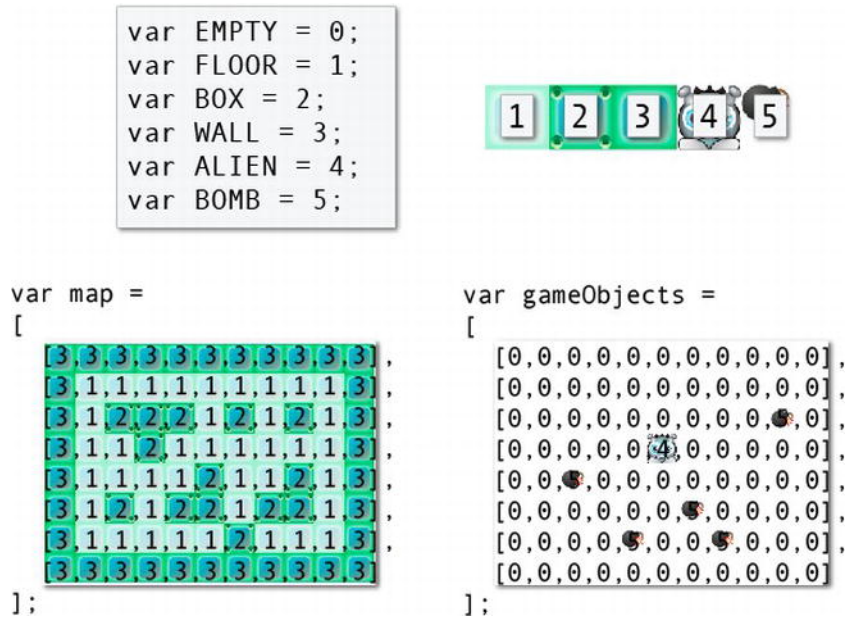 var EMPTY = 0;
var FLOOR = 1;
var BOX = 2;
var WALL = 3;
var ALIEN = 4;
var BOMB = 5;
1 2 3 4 5
var map =
[
[3,3,3,3,3,3,3,3,3,3,3],
[3,1,1,1,1,1,1,1,1,1,3],
[3,1,2,2,2,1,2,1,2,1,3],
[3,1,1,2,1,1,1,1,1,1,3],
[3,1,1,1,1,2,1,1,2,1,3],
[3,1,2,1,2,2,1,2,2,1,3],
[3,1,1,1,1,1,2,1,1,1,3],
[3,3,3,3,3,3,3,3,3,3,3]
];
var gameObjects =
[
[0,0,0,0,0,0,0,0,0,0,0],
[0,0,0,0,0,0,0,0,0,0,0],
[0,0,0,0,0,0,0,0,0,5,0],
[0,0,0,0,0,4,0,0,0,0,0],
[0,0,5,0,0,0,0,0,0,0,0],
[0,0,0,0,0,0,5,0,0,0,0],
[0,0,0,0,5,0,0,5,0,0,0],
[0,0,0,0,0,0,0,0,0,0,0]
];